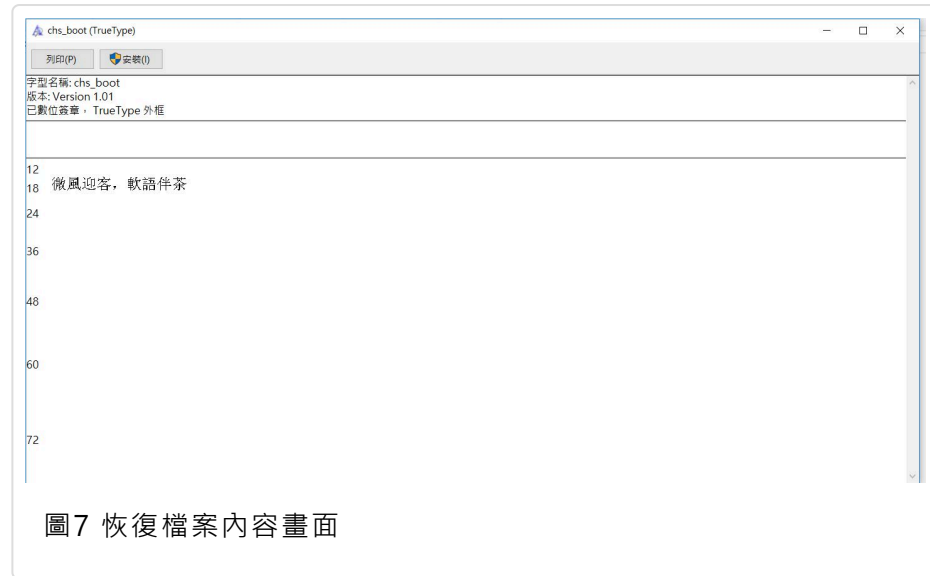 chs_boot (TrueType)
列印(P) 安裝(I)
字型名稱: chs_boot
版本: Version 1.01
已數位簽章， TrueType 外框
12
18 微風迎客，軟語伴茶
24
36
48
60
72
圖7 恢復檔案內容畫面